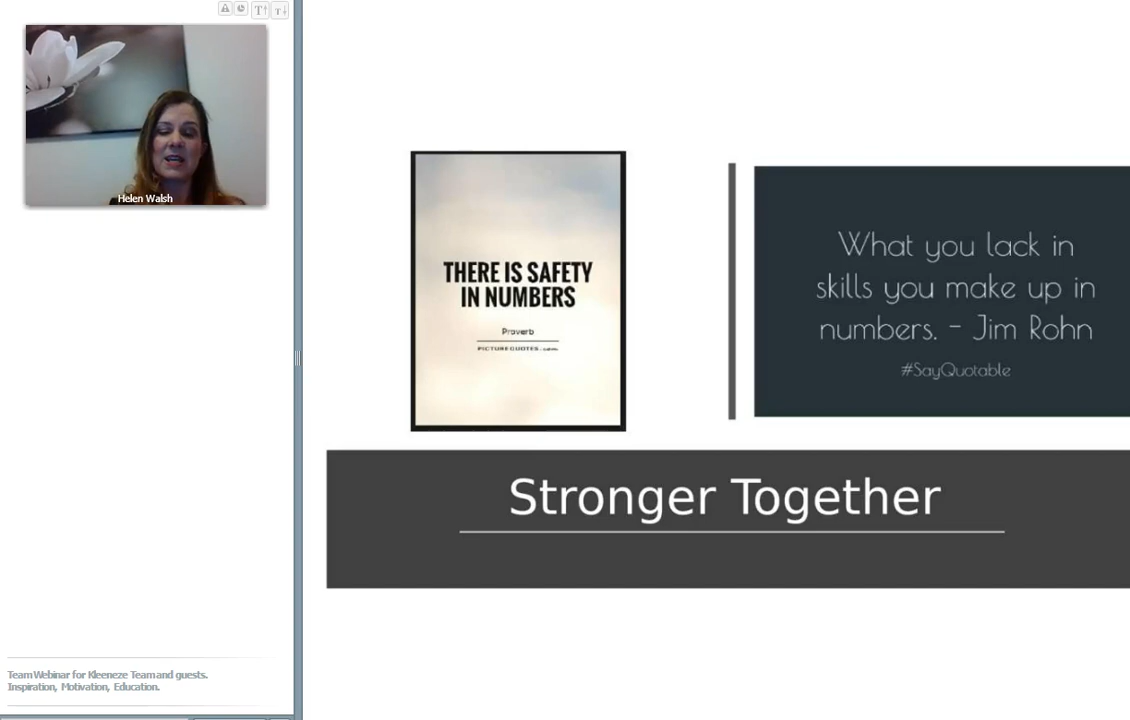 Helen Walsh
THERE IS SAFETY
IN NUMBERS
Proverb
PICTUREQUOTES
What you lack in
skills you make up in
numbers. - Jim Rohn
#SayQuotable
Stronger Together
Team Webinar for Kleeneze Team and guests.
Inspiration, Motivation, Education.